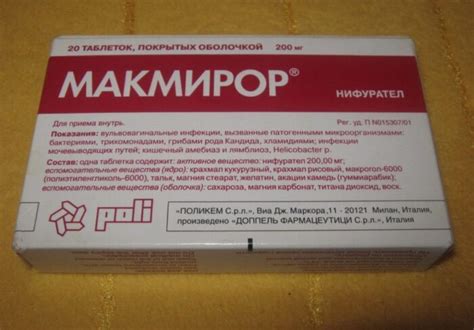 20 ТАБЛЕТОК, ПОКРЫТЫХ ОБОЛОЧКОЙ 200 мг
МАКМИРОР®
НИФУРАТЕЛ
Для приема внутрь. Рег. уд. П N015307/01
Показания: вульвовагинальные инфекции, вызванные патогенными микроорганизмами:
бактериями, трихомонадами, грибами рода Кандида, хламидиями; инфекции
мочевыводящих путей; кишечный амебиаз и лямблиоз, Helicobacter p.
Состав: одна таблетка содержит: активное вещество: нифурател 200,00 мг;
вспомогательные вещества (ядро): крахмал кукурузный, крахмал рисовый, макрогол-6000
(полиэтиленгликоль-6000), тальк, магния стеарат, желатин, акации камедь (гуммиарабик);
вспомогательные вещества (оболочка): сахароза, магния карбонат, титана диоксид, воск.
poli
«ПОЛИКЕМ С.р.л.», Виа Дж. Маркора,11 - 20121 Милан, Италия,
произведено «ДОППЕЛЬ ФАРМАЦЕУТИЦИ С.р.л.», Италия